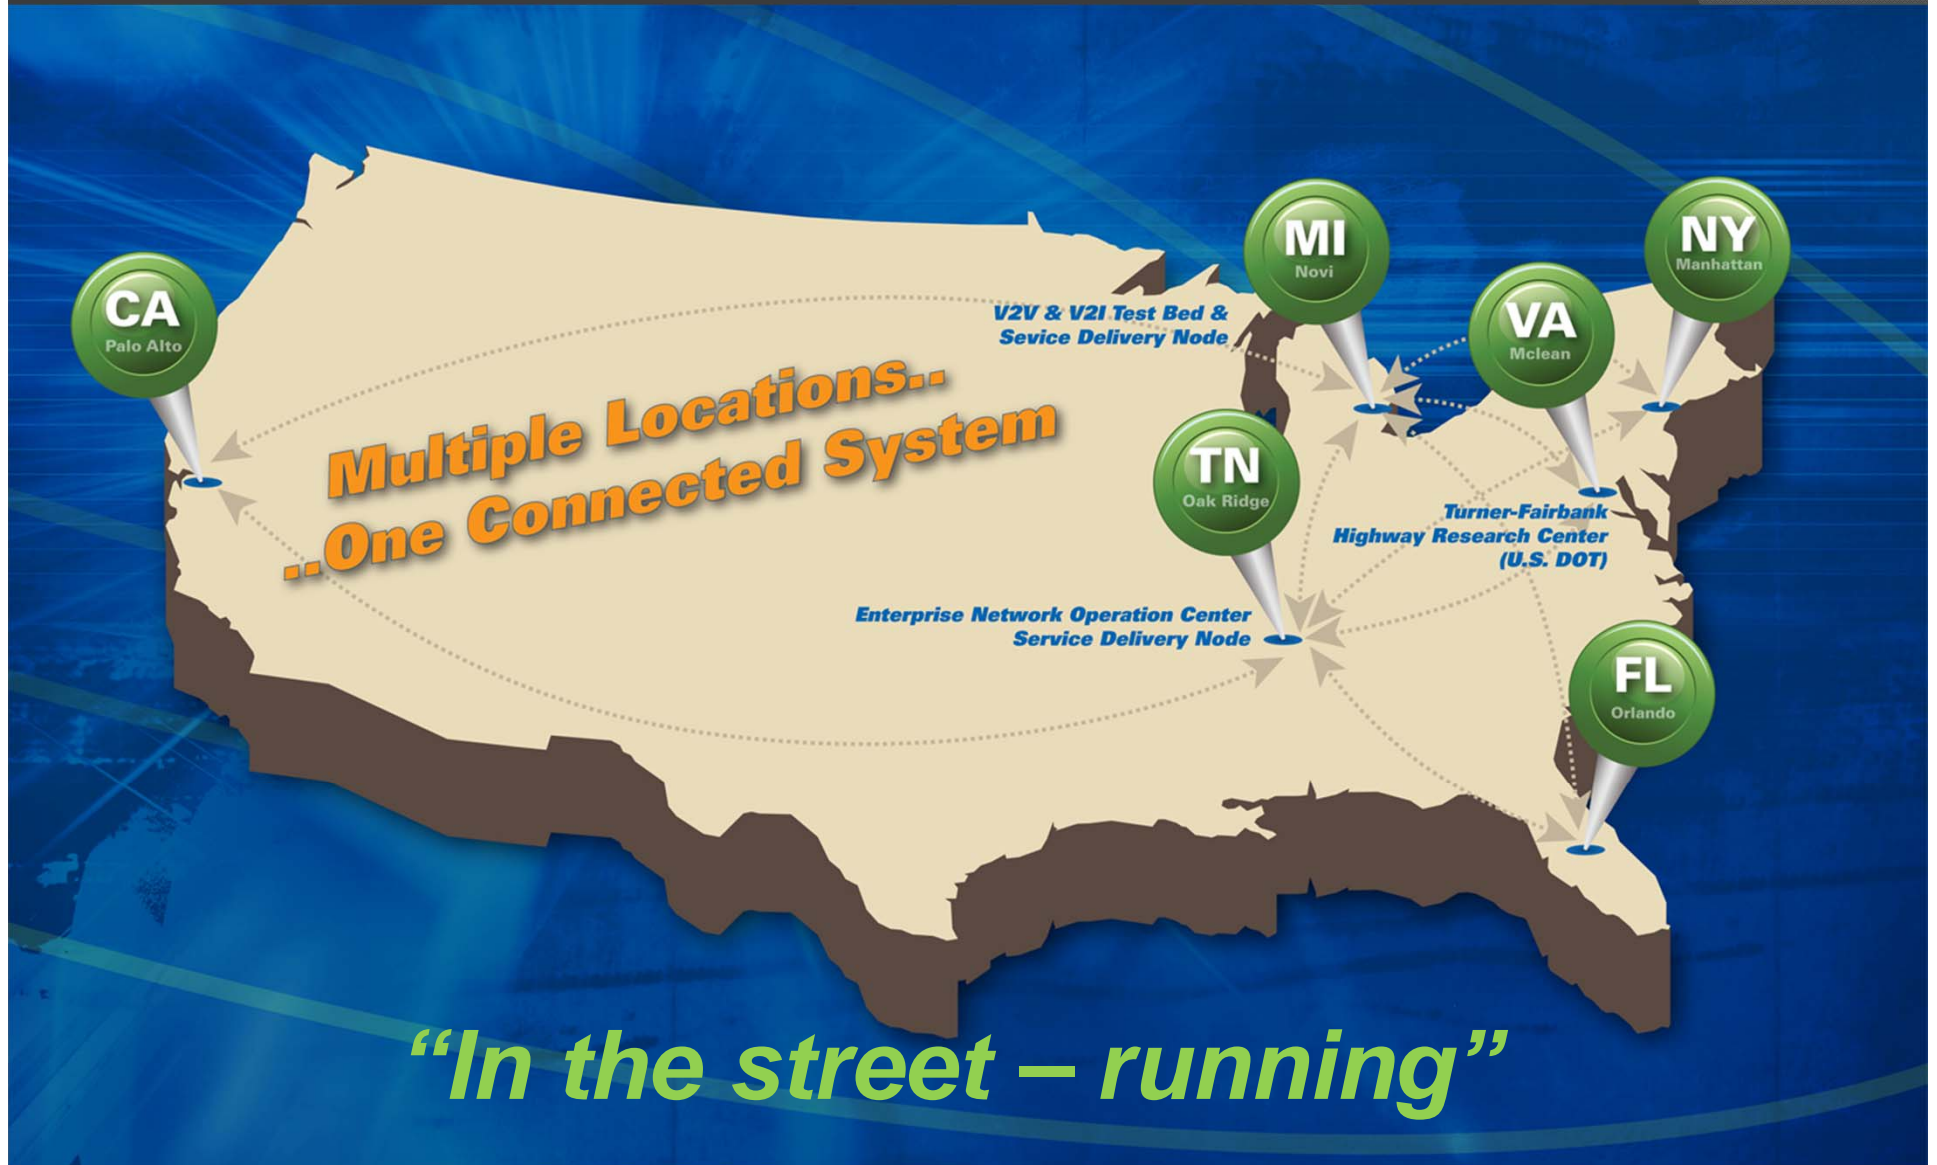 MI
Novi
NY
Manhattan
CA
Palo Alto
VA
Mclean
V2V & V2I Test Bed &
Sevice Delivery Node
Multiple Locations..
..One Connected System
TN
Oak Ridge
Turner-Fairbank
Highway Research Center
(U.S. DOT)
Enterprise Network Operation Center
Service Delivery Node
FL
Orlando
“In the street – running”